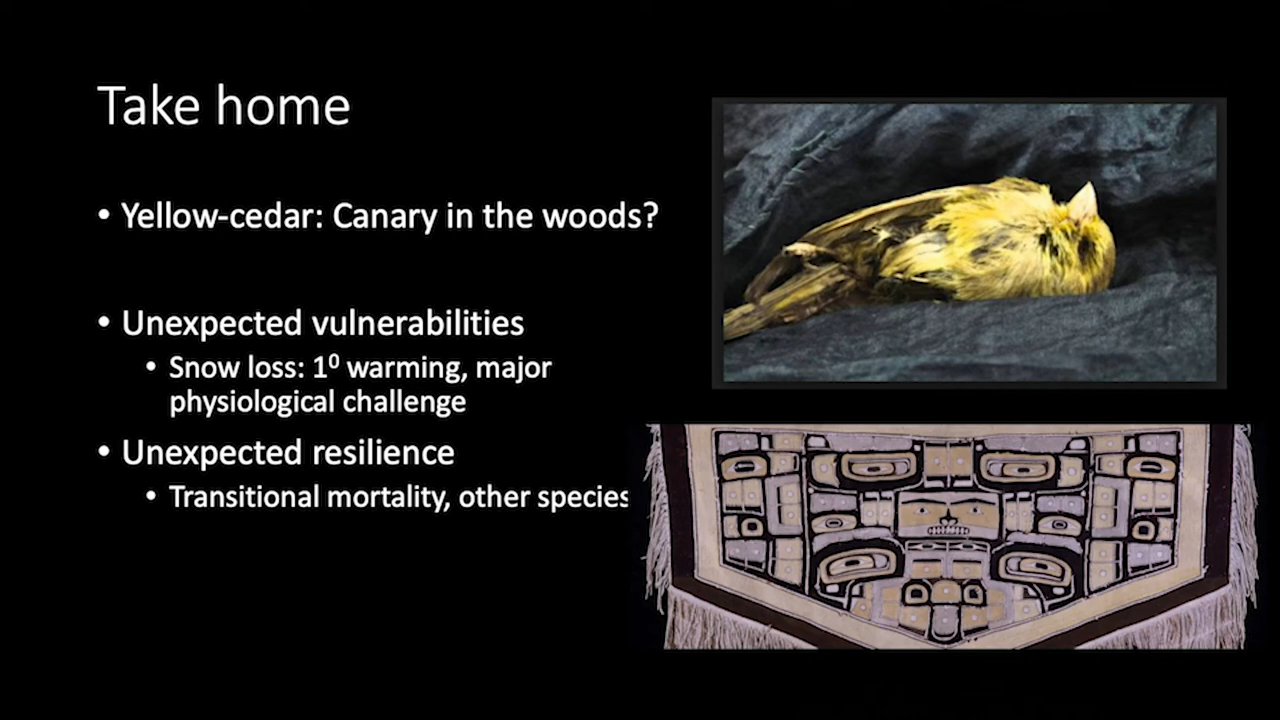 Take home
• Yellow-cedar: Canary in the woods?
• Unexpected vulnerabilities
• Snow loss: 1⁰ warming, major
physiological challenge
• Unexpected resilience
• Transitional mortality, other species